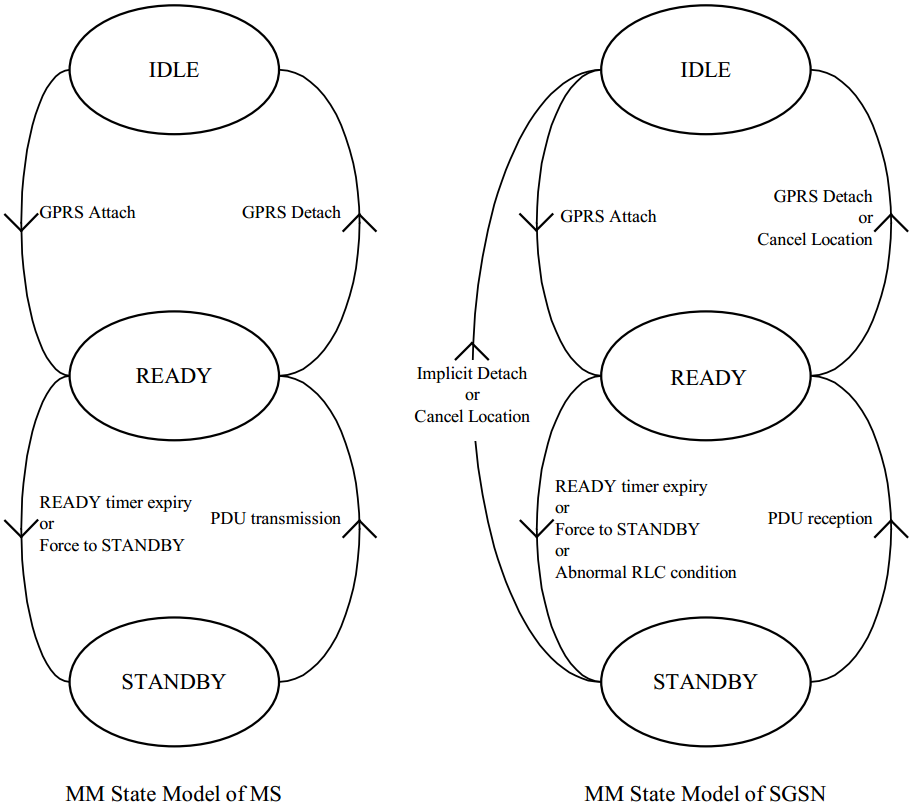 IDLE
GPRS Attach
GPRS Detach
READY
READY timer expiry
or
Force to STANDBY
PDU transmission
STANDBY
MM State Model of MS
IDLE
GPRS Attach
GPRS Detach
or
Cancel Location
Implicit Detach
or
Cancel Location
READY
READY timer expiry
or
Force to STANDBY
or
Abnormal RLC condition
PDU reception
STANDBY
MM State Model of SGSN